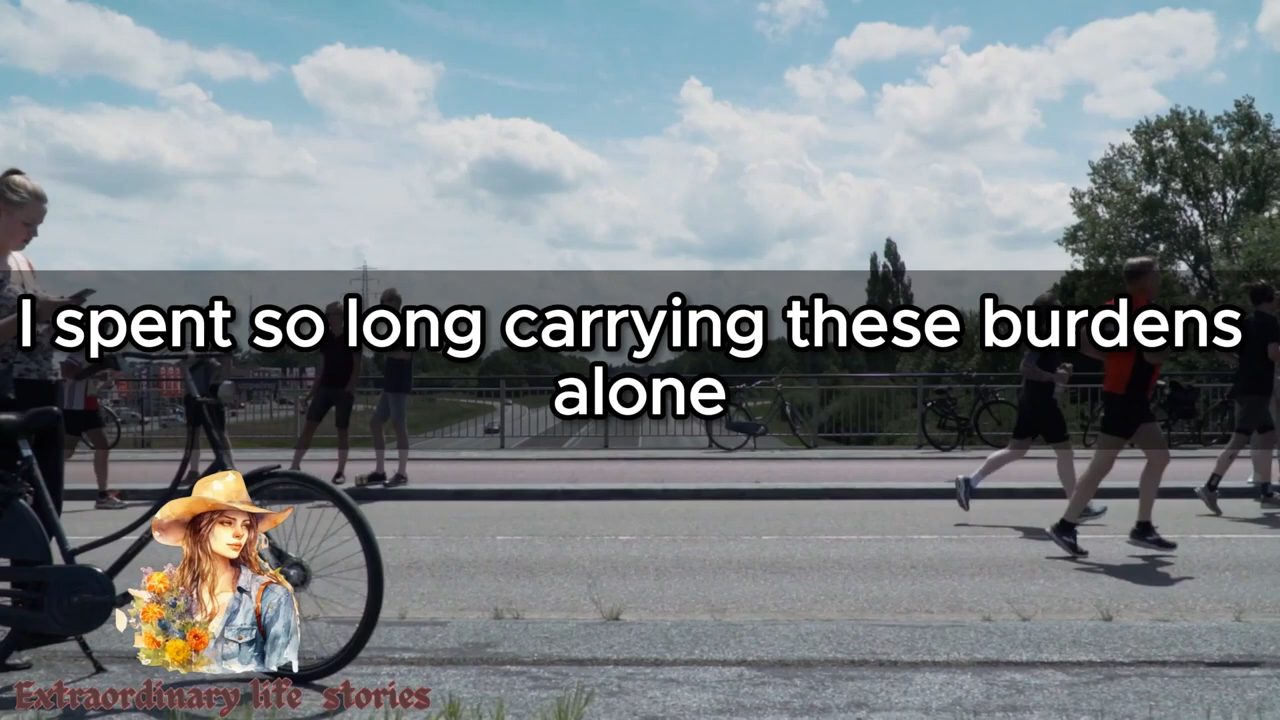 I spent so long carrying these burdens
alone
Extraordinary life stories